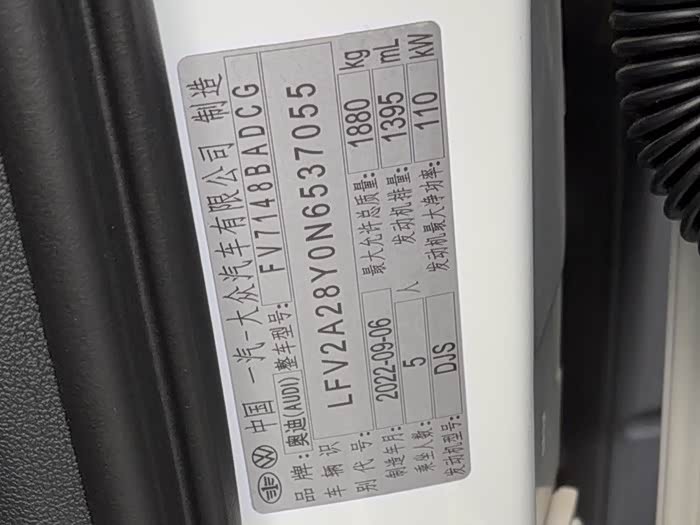 中国 一汽-大众汽车有限公司 制造
品牌:奥迪(AUDI) 整车型号: FV7148BADCG
车辆识别代号: LFV2A28Y0N6537055
制造年月: 2022-09-06 最大允许总质量: 1880 kg
乘坐人数: 5 人 发动机排量: 1395 mL
发动机型号: DJS 发动机最大净功率: 110 kW